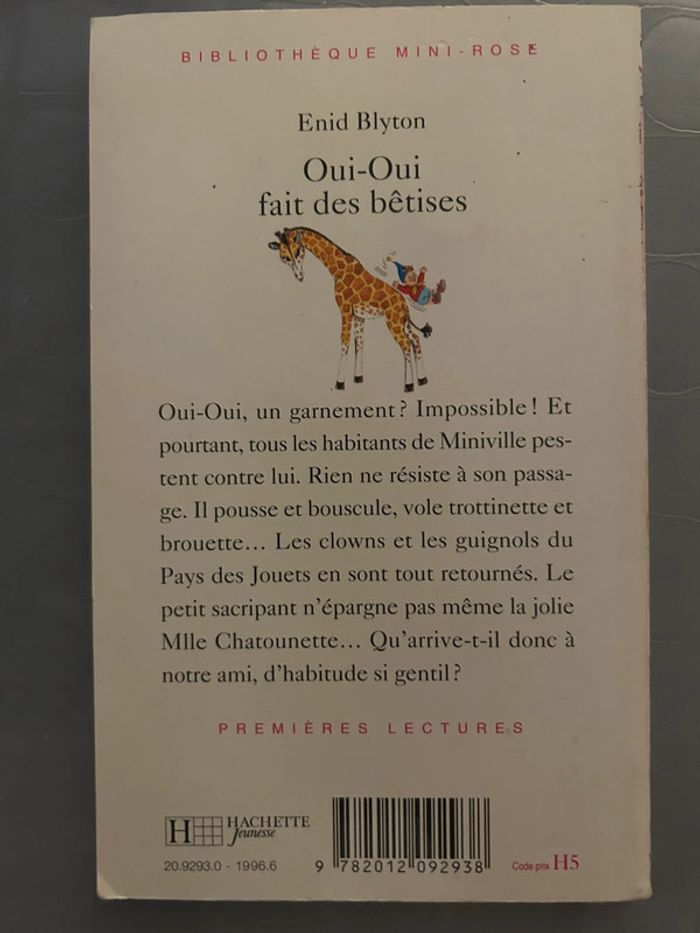 BIBLIOTHÈQUE MINI-ROSE
Enid Blyton
Oui-Oui
fait des bêtises
Oui-Oui, un garnement ? Impossible ! Et
pourtant, tous les habitants de Miniville pes-
tent contre lui. Rien ne résiste à son passa-
ge. Il pousse et bouscule, vole trottinette et
brouette... Les clowns et les guignols du
Pays des Jouets en sont tout retournés. Le
petit sacripant n'épargne pas même la jolie
Mlle Chatounette... Qu'arrive-t-il donc à
notre ami, d'habitude si gentil ?
PREMIÈRES LECTURES
H HACHETTE
Jeunesse
20.9293.0 - 1996.6
9 782012 092938
Code prix H5